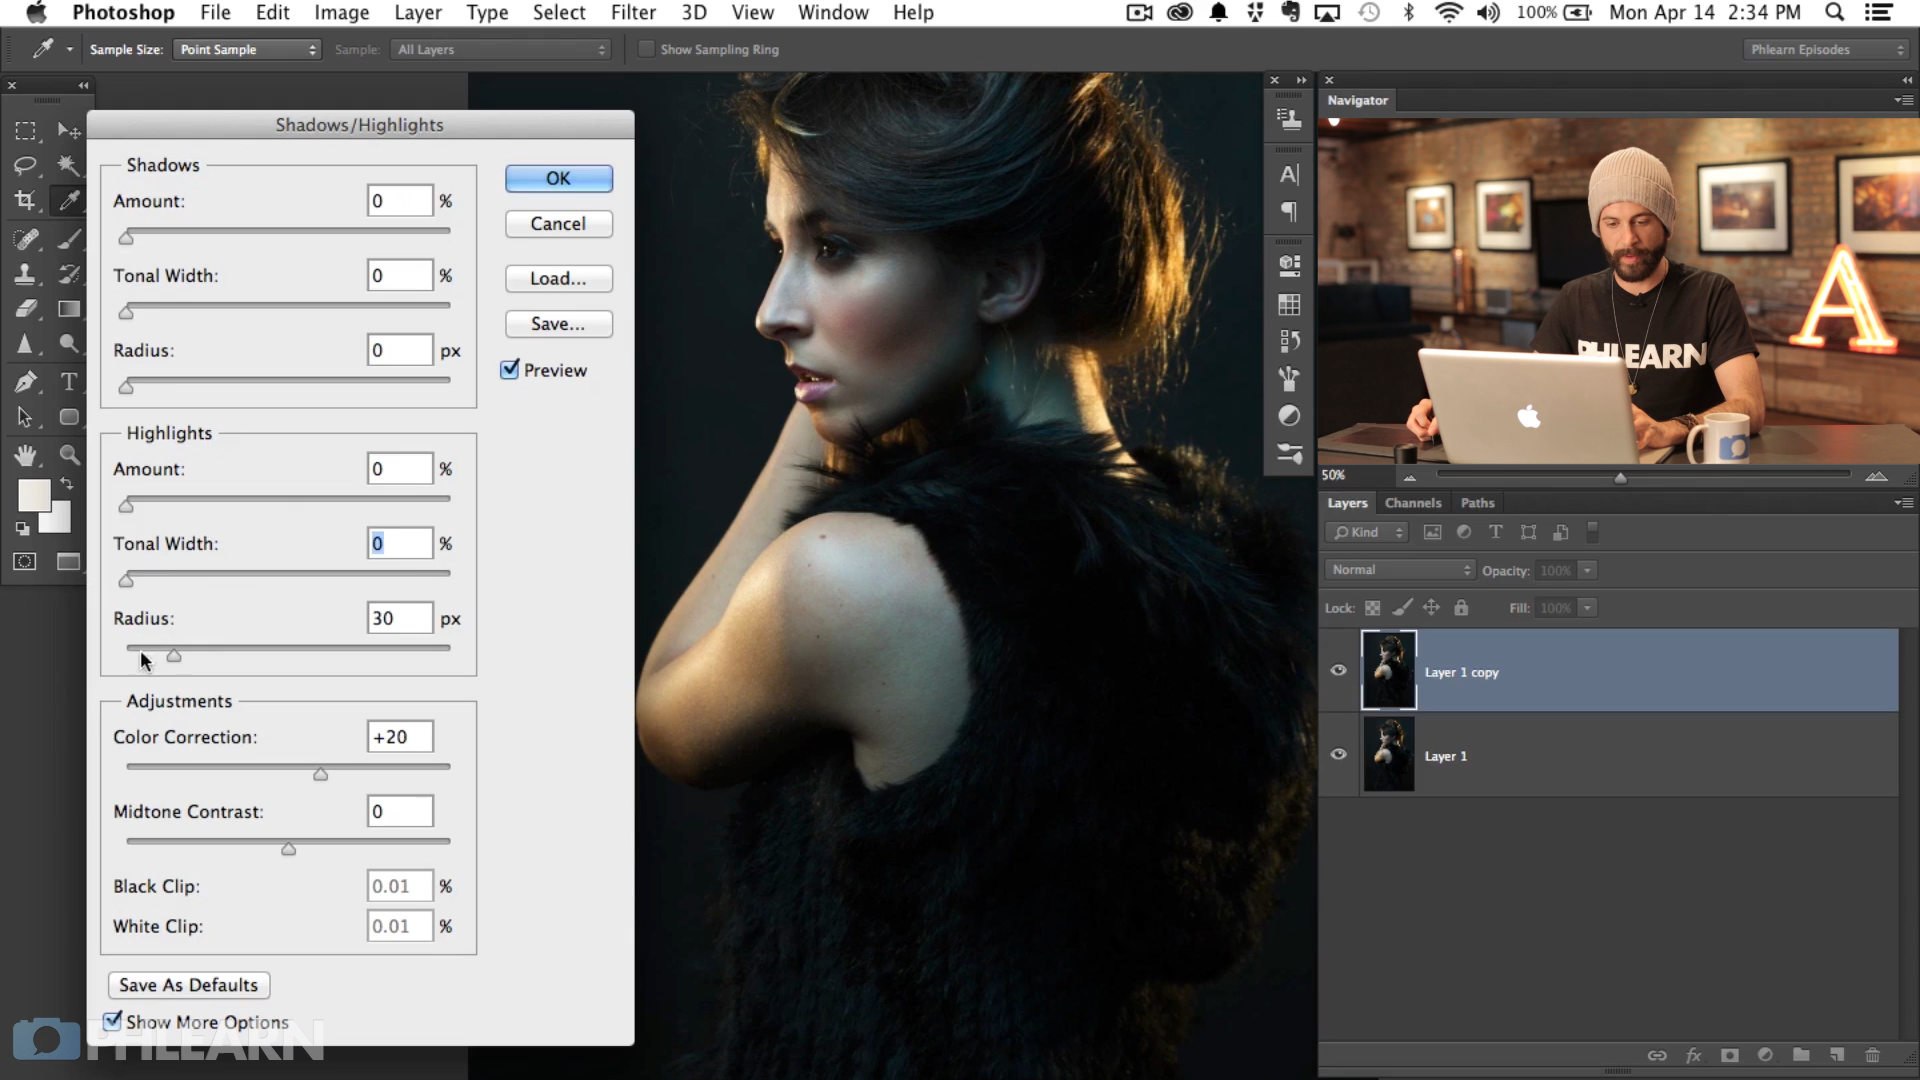 Photoshop File Edit Image Layer Type Select Filter 3D View Window Help 100% Mon Apr 14 2:34 PM
Sample Size: Point Sample Sample: All Layers Show Sampling Ring Phlearn Episodes
Shadows/Highlights
Shadows
Amount: 0 %
Tonal Width: 0 %
Radius: 0 px
Highlights
Amount: 0 %
Tonal Width: 0 %
Radius: 30 px
Adjustments
Color Correction: +20
Midtone Contrast: 0
Black Clip: 0.01 %
White Clip: 0.01 %
Save As Defaults
Show More Options
OK
Cancel
Load...
Save...
Preview
PHLEARN
Navigator
A
PHLEARN
50%
Layers Channels Paths
Kind
Normal Opacity: 100%
Lock: Fill: 100%
Layer 1 copy
Layer 1
fx